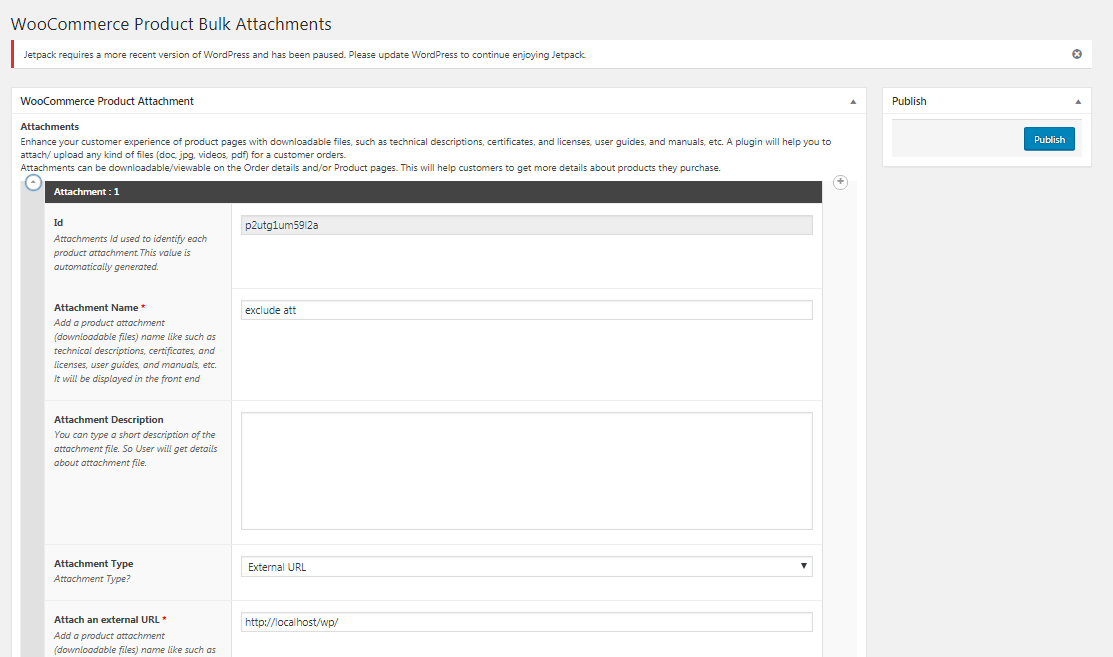 WooCommerce Product Bulk Attachments
Jetpack requires a more recent version of WordPress and has been paused. Please update WordPress to continue enjoying Jetpack.
WooCommerce Product Attachment
Publish
Attachments
Enhance your customer experience of product pages with downloadable files, such as technical descriptions, certificates, and licenses, user guides, and manuals, etc. A plugin will help you to
attach/ upload any kind of files (doc, jpg, videos, pdf) for a customer orders.
Attachments can be downloadable/viewable on the Order details and/or Product pages. This will help customers to get more details about products they purchase.
Publish
Attachment : 1
Id
Attachments Id used to identify each
product attachment.This value is
automatically generated.
p2utg1um59l2a
Attachment Name *
Add a product attachment
(downloadable files) name like such as
technical descriptions, certificates, and
licenses, user guides, and manuals, etc.
It will be displayed in the front end
exclude att
Attachment Description
You can type a short description of the
attachment file. So User will get details
about attachment file.
Attachment Type
Attachment Type?
External URL
Attach an external URL *
Add a product attachment
(downloadable files) name like such as
http://localhost/wp/